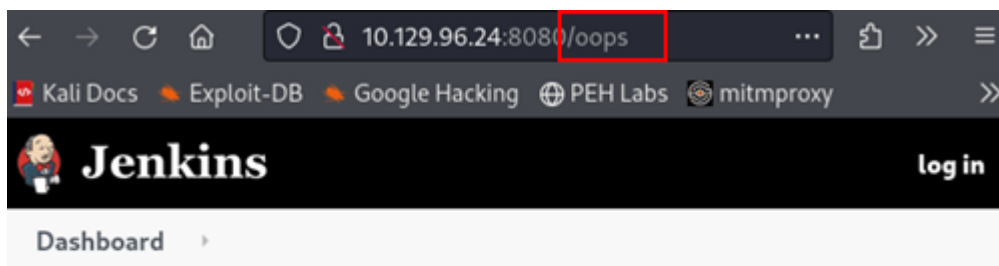 10.129.96.24:8080/oops
Kali Docs Exploit-DB Google Hacking PEH Labs mitmproxy
Jenkins log in
Dashboard